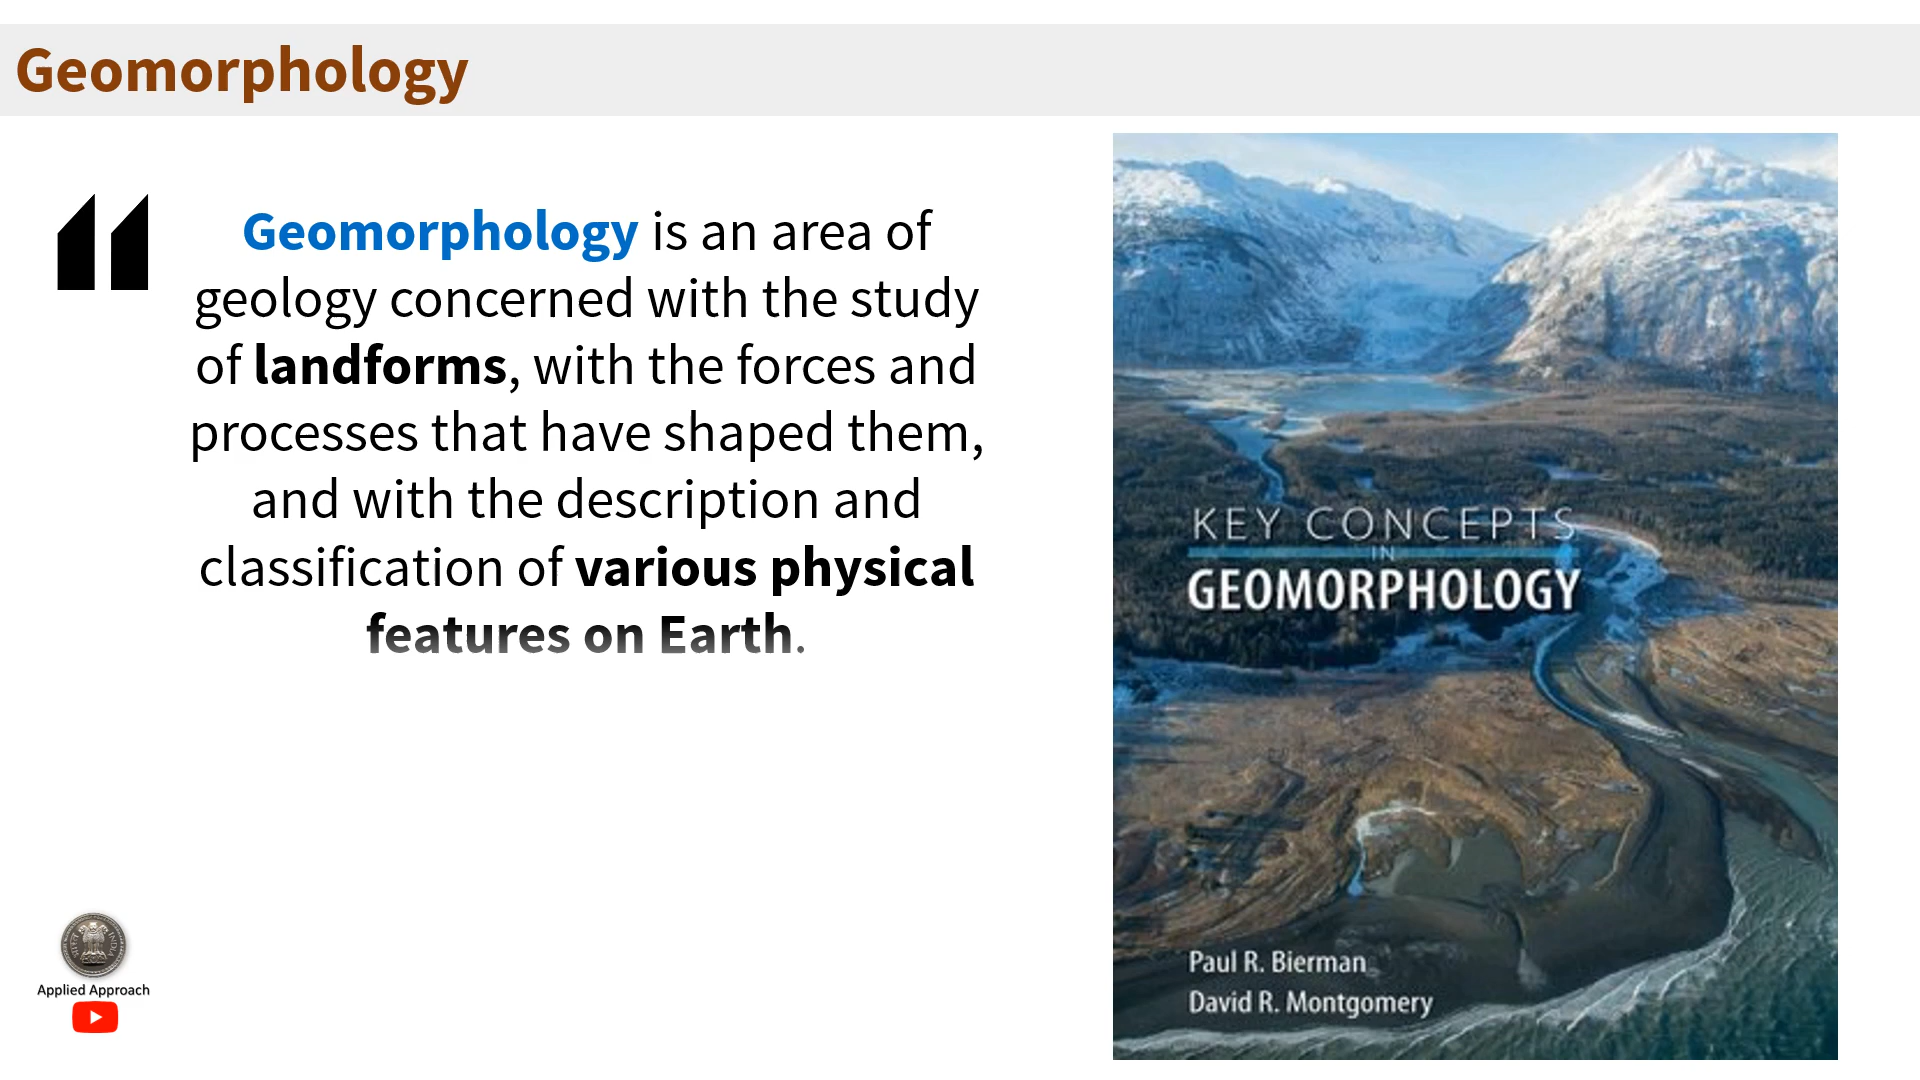 Geomorphology
Geomorphology is an area of
geology concerned with the study
of landforms, with the forces and
processes that have shaped them,
and with the description and
classification of various physical
features on Earth.
KEY CONCEPTS
IN
GEOMORPHOLOGY
Paul R. Bierman
David R. Montgomery
Applied Approach